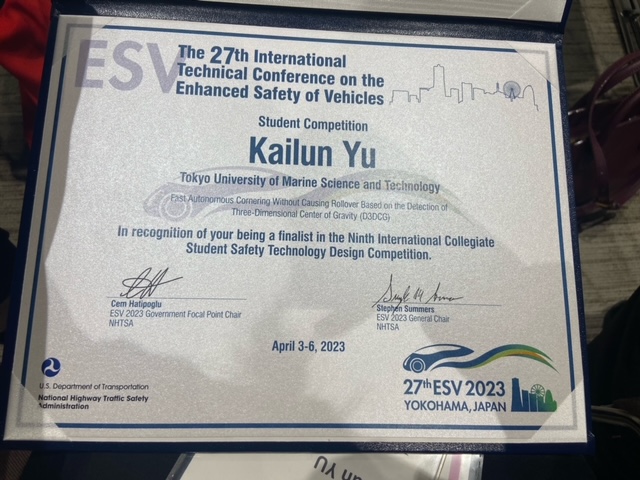 ESV
The 27th International
Technical Conference on the
Enhanced Safety of Vehicles
Student Competition
Kailun Yu
Tokyo University of Marine Science and Technology
Fast Autonomous Cornering Without Causing Rollover Based on the Detection of
Three-Dimensional Center of Gravity (D3DCG)
In recognition of your being a finalist in the Ninth International Collegiate
Student Safety Technology Design Competition.
Cem Hatipoglu
ESV 2023 Government Focal Point Chair
NHTSA
Stephen Summers
ESV 2023 General Chair
NHTSA
April 3-6, 2023
U.S. Department of Transportation
National Highway Traffic Safety
Administration
27th ESV 2023
YOKOHAMA, JAPAN
un YU